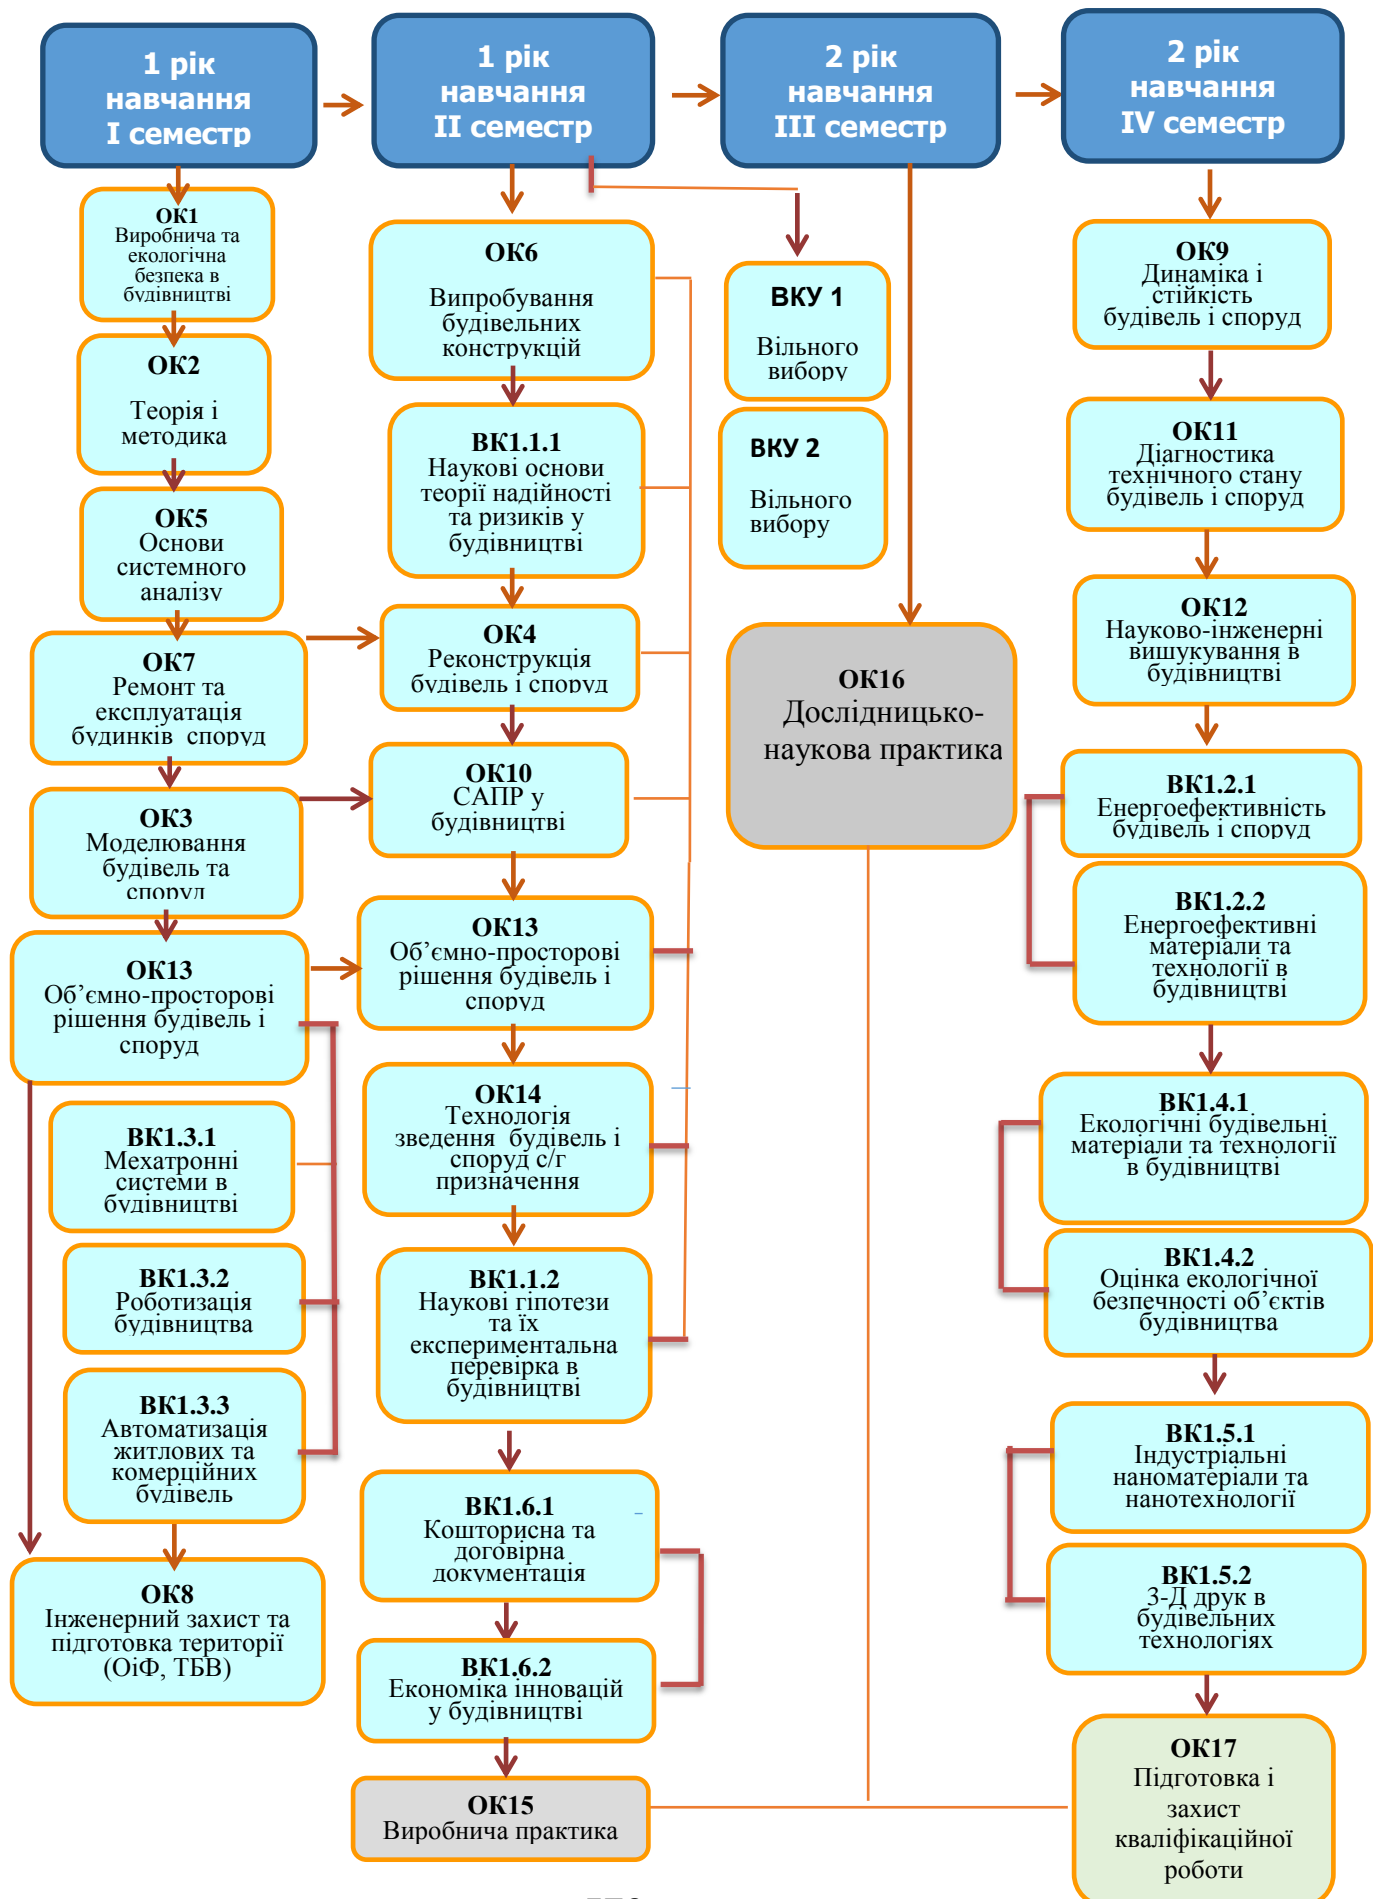 1 рік
навчання
І семестр
1 рік
навчання
ІІ семестр
2 рік
навчання
ІІІ семестр
2 рік
навчання
ІV семестр
ОК1
Виробнича та
екологічна
безпека в
будівництві
ОК2
Теорія і
методика
ОК5
Основи
системного
аналізу
ОК7
Ремонт та
експлуатація
будинків споруд
ОК3
Моделювання
будівель та
споруд
ОК13
Об’ємно-просторові
рішення будівель і
споруд
ВК1.3.1
Мехатронні
системи в
будівництві
ВК1.3.2
Роботизація
будівництва
ВК1.3.3
Автоматизація
житлових та
комерційних
будівель
ОК8
Інженерний захист та
підготовка території
(ОіФ, ТБВ)
ОК6
Випробування
будівельних
конструкцій
ВК1.1.1
Наукові основи
теорії надійності
та ризиків у
будівництві
ОК4
Реконструкція
будівель і споруд
ОК10
САПР у
будівництві
ОК13
Об’ємно-просторові
рішення будівель і
споруд
ОК14
Технологія
зведення будівель і
споруд с/г
призначення
ВК1.1.2
Наукові гіпотези
та їх
експериментальна
перевірка в
будівництві
ВК1.6.1
Кошторисна та
договірна
документація
ВК1.6.2
Економіка інновацій
у будівництві
ОК15
Виробнича практика
ВКУ 1
Вільного
вибору
ВКУ 2
Вільного
вибору
ОК16
Дослідницько-
наукова практика
ОК9
Динаміка і
стійкість
будівель і споруд
ОК11
Діагностика
технічного стану
будівель і споруд
ОК12
Науково-інженерні
вишукування в
будівництві
ВК1.2.1
Енергоефективність
будівель і споруд
ВК1.2.2
Енергоефективні
матеріали та
технології в
будівництві
ВК1.4.1
Екологічні будівельні
матеріали та технології
в будівництві
ВК1.4.2
Оцінка екологічної
безпечності об’єктів
будівництва
ВК1.5.1
Індустріальні
наноматеріали та
нанотехнології
ВК1.5.2
3-Д друк в
будівельних
технологіях
ОК17
Підготовка і
захист
кваліфікаційної
роботи